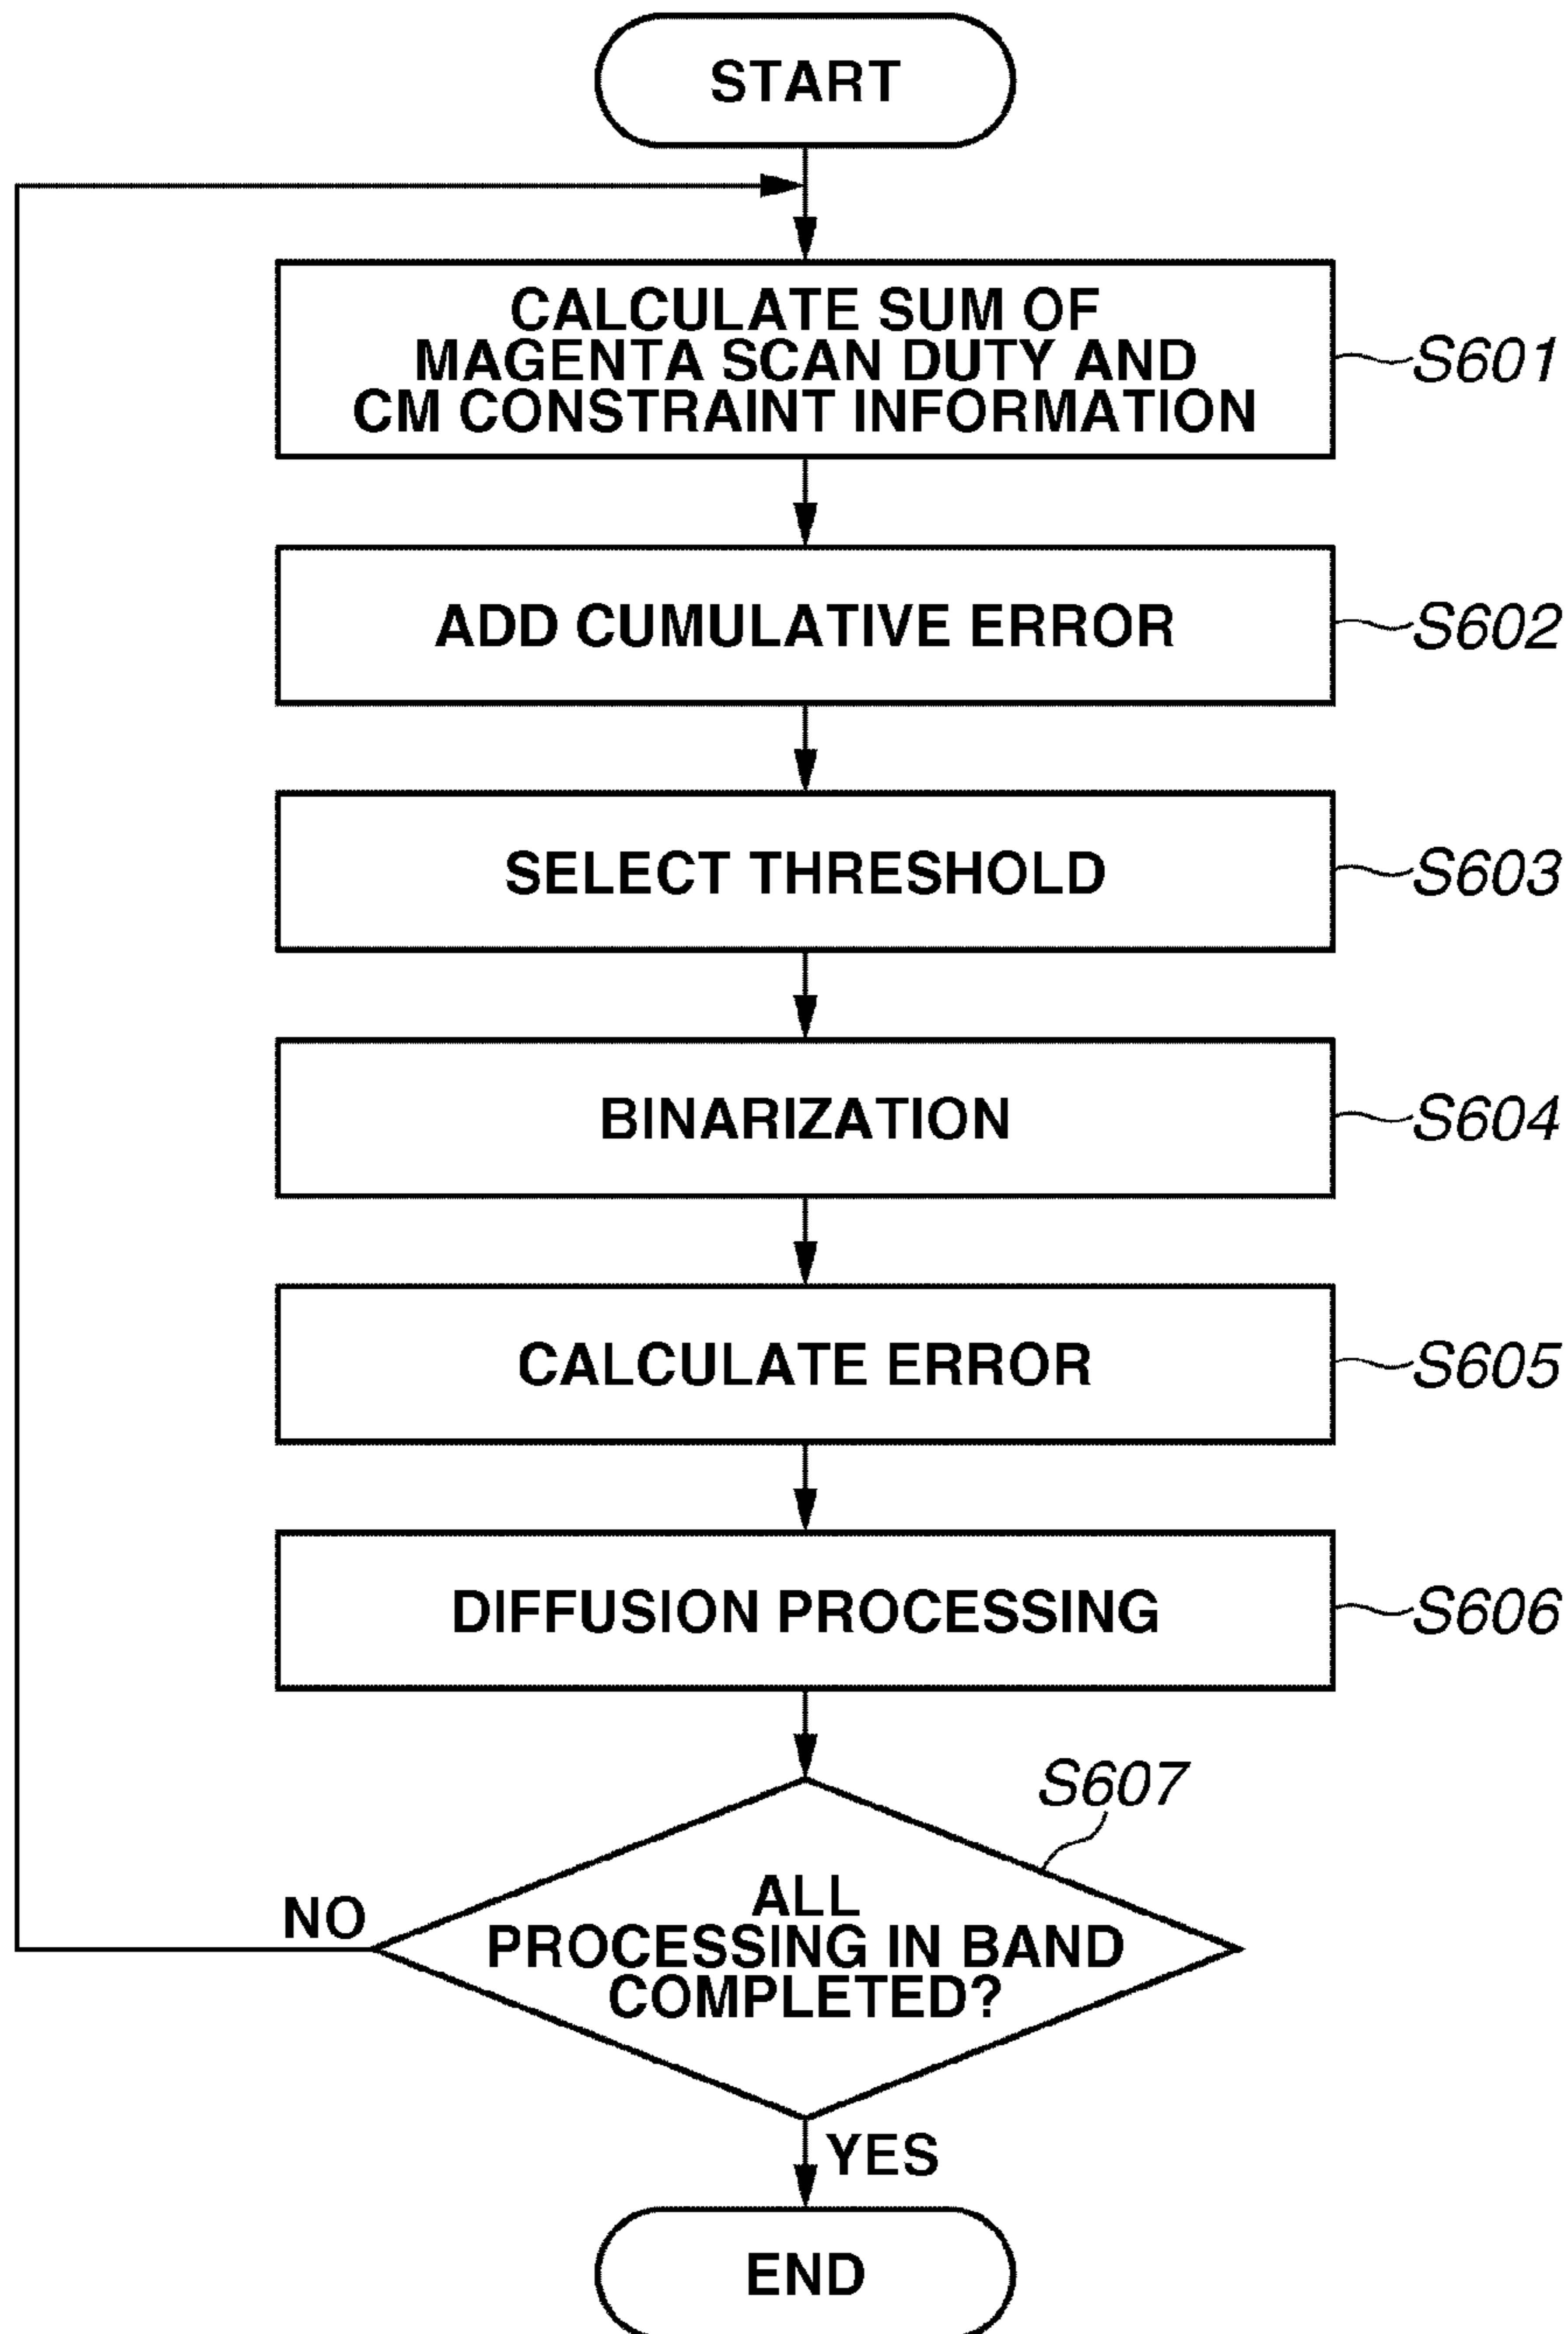 START
CALCULATE SUM OF
MAGENTA SCAN DUTY AND
CM CONSTRAINT INFORMATION
S601
ADD CUMULATIVE ERROR
S602
SELECT THRESHOLD
S603
BINARIZATION
S604
CALCULATE ERROR
S605
DIFFUSION PROCESSING
S606
S607
ALL
PROCESSING IN BAND
COMPLETED?
NO
YES
END